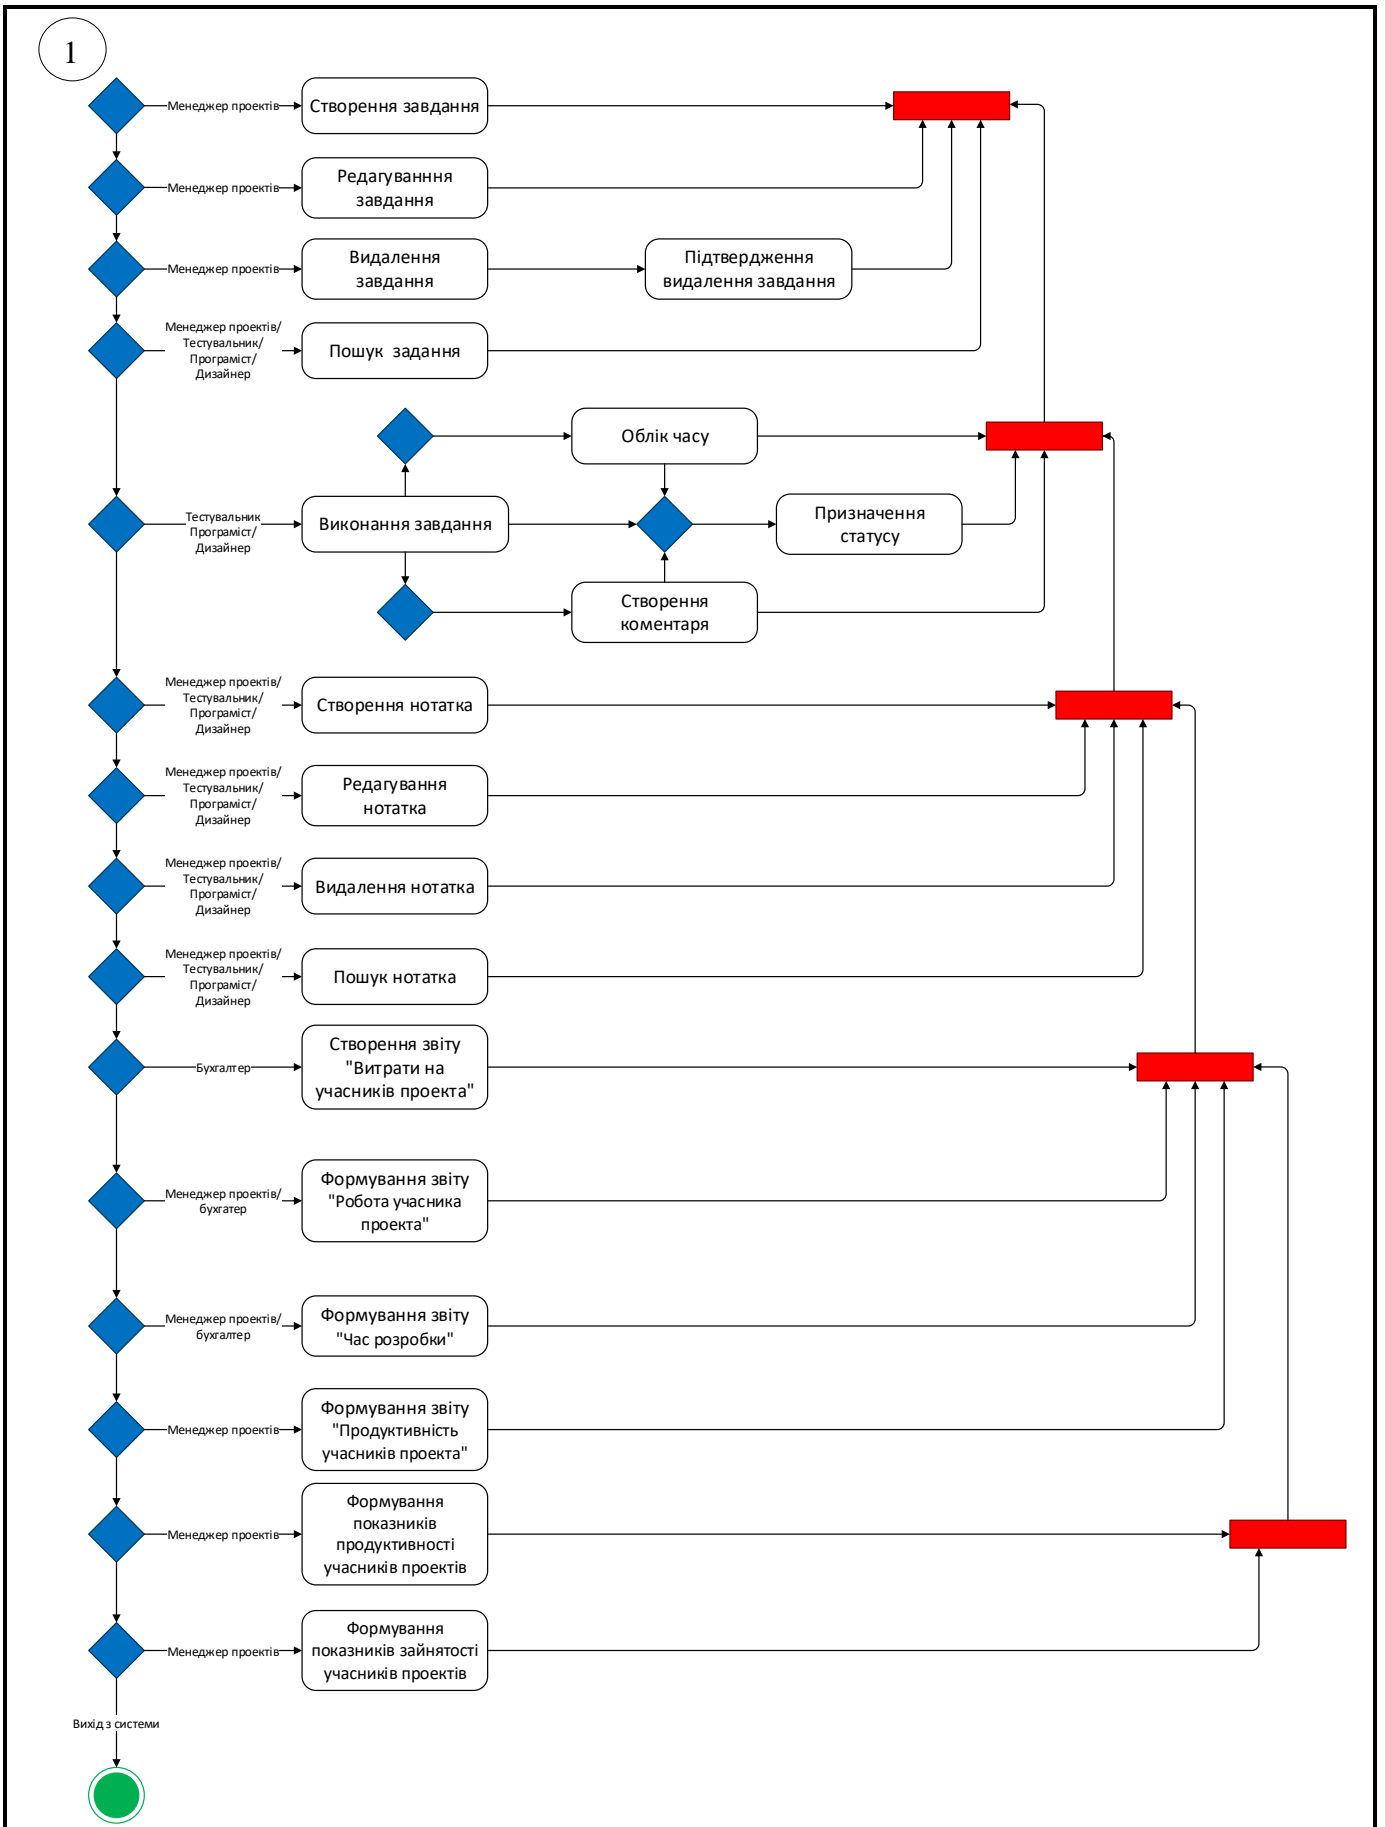 1
Менеджер проектів
Створення завдання
Менеджер проектів
Редагуванння
завдання
Менеджер проектів
Видалення
завдання
Підтвердження
видалення завдання
Менеджер проектів/
Тестувальник/
Програміст/
Дизайнер
Пошук  задання
Облік часу
Тестувальник
Програміст/
Дизайнер
Виконання завдання
Призначення
статусу
Створення
коментаря
Менеджер проектів/
Тестувальник/
Програміст/
Дизайнер
Створення нотатка
Менеджер проектів/
Тестувальник/
Програміст/
Дизайнер
Редагування
нотатка
Менеджер проектів/
Тестувальник/
Програміст/
Дизайнер
Видалення нотатка
Менеджер проектів/
Тестувальник/
Програміст/
Дизайнер
Пошук нотатка
Бухгалтер
Створення звіту
"Витрати на
учасників проекта"
Менеджер проектів/
бухгатер
Формування звіту
"Робота учасника
проекта"
Менеджер проектів/
бухгалтер
Формування звіту
"Час розробки"
Менеджер проектів
Формування звіту
"Продуктивність
учасників проекта"
Менеджер проектів
Формування
показників
продуктивності
учасників проектів
Менеджер проектів
Формування
показників зайнятості
учасників проектів
Вихід з системи